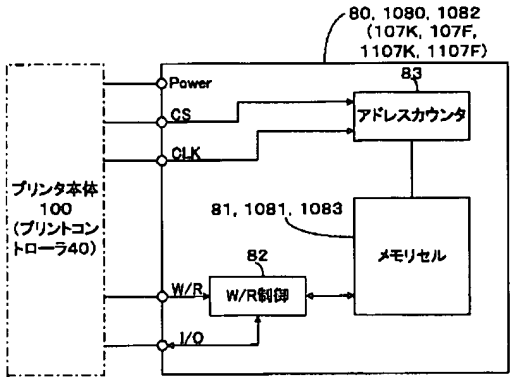 80, 1080, 1082
(107K, 107F,
1107K, 1107F)
83
Power
CS
アドレスカウンタ
CLK
プリンタ本体
100
(プリントコン
トローラ40)
81, 1081, 1083
メモリセル
82
W/R
W/R制御
I/O